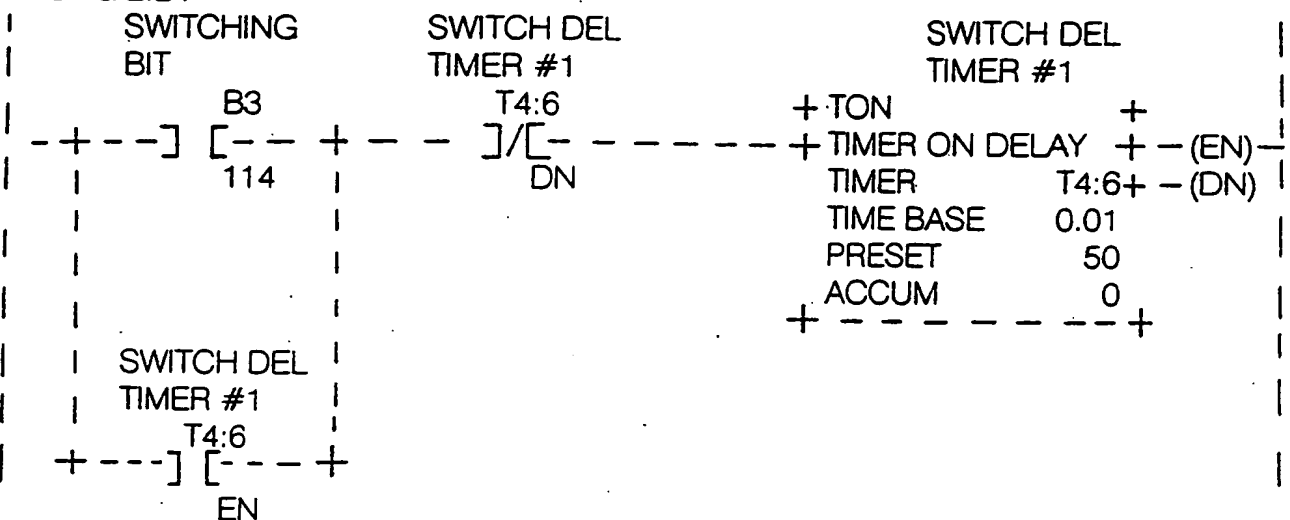 SWITCHING SWITCH DEL SWITCH DEL
BIT TIMER #1 TIMER #1
B3 T4:6 + TON +
- + - - - ] [ - - - + - - - ]/[ - - - - - - - - + TIMER ON DELAY + - (EN) -
114 DN TIMER T4:6 + - (DN)
TIME BASE 0.01
PRESET 50
ACCUM 0
+ - - - - - - - - +
SWITCH DEL
TIMER #1
T4:6
+ - - - ] [ - - - +
EN